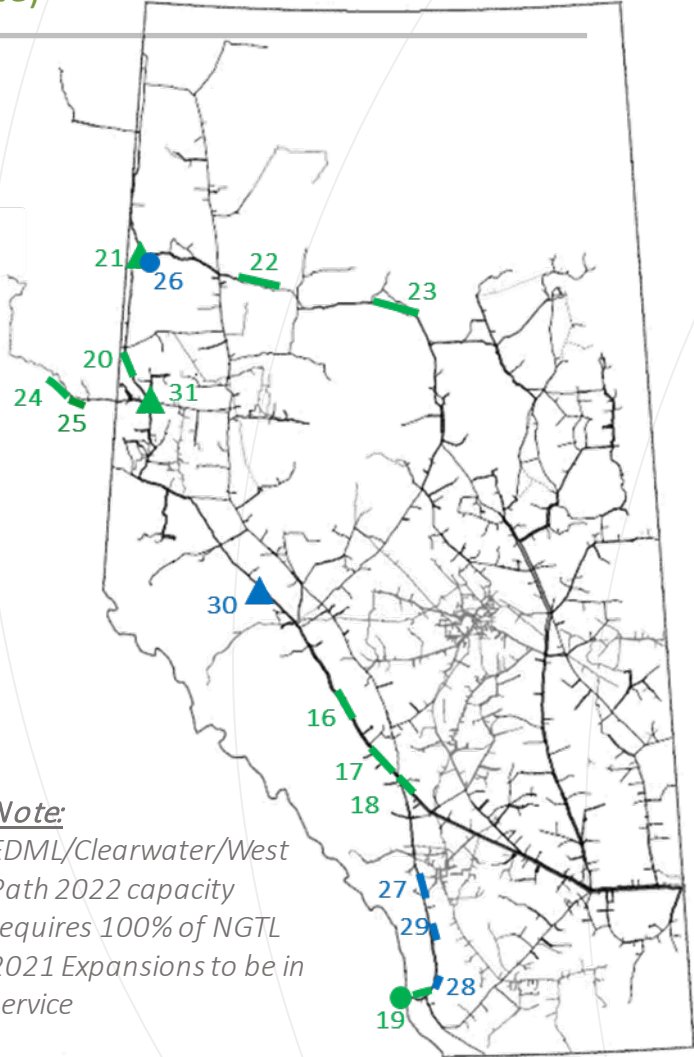 21
26
22
23
20
31
24
25
30
16
17
18
Note:
EDML/Clearwater/West
Path 2022 capacity
requires 100% of NGTL
2021 Expansions to be in
service
27
29
28
19